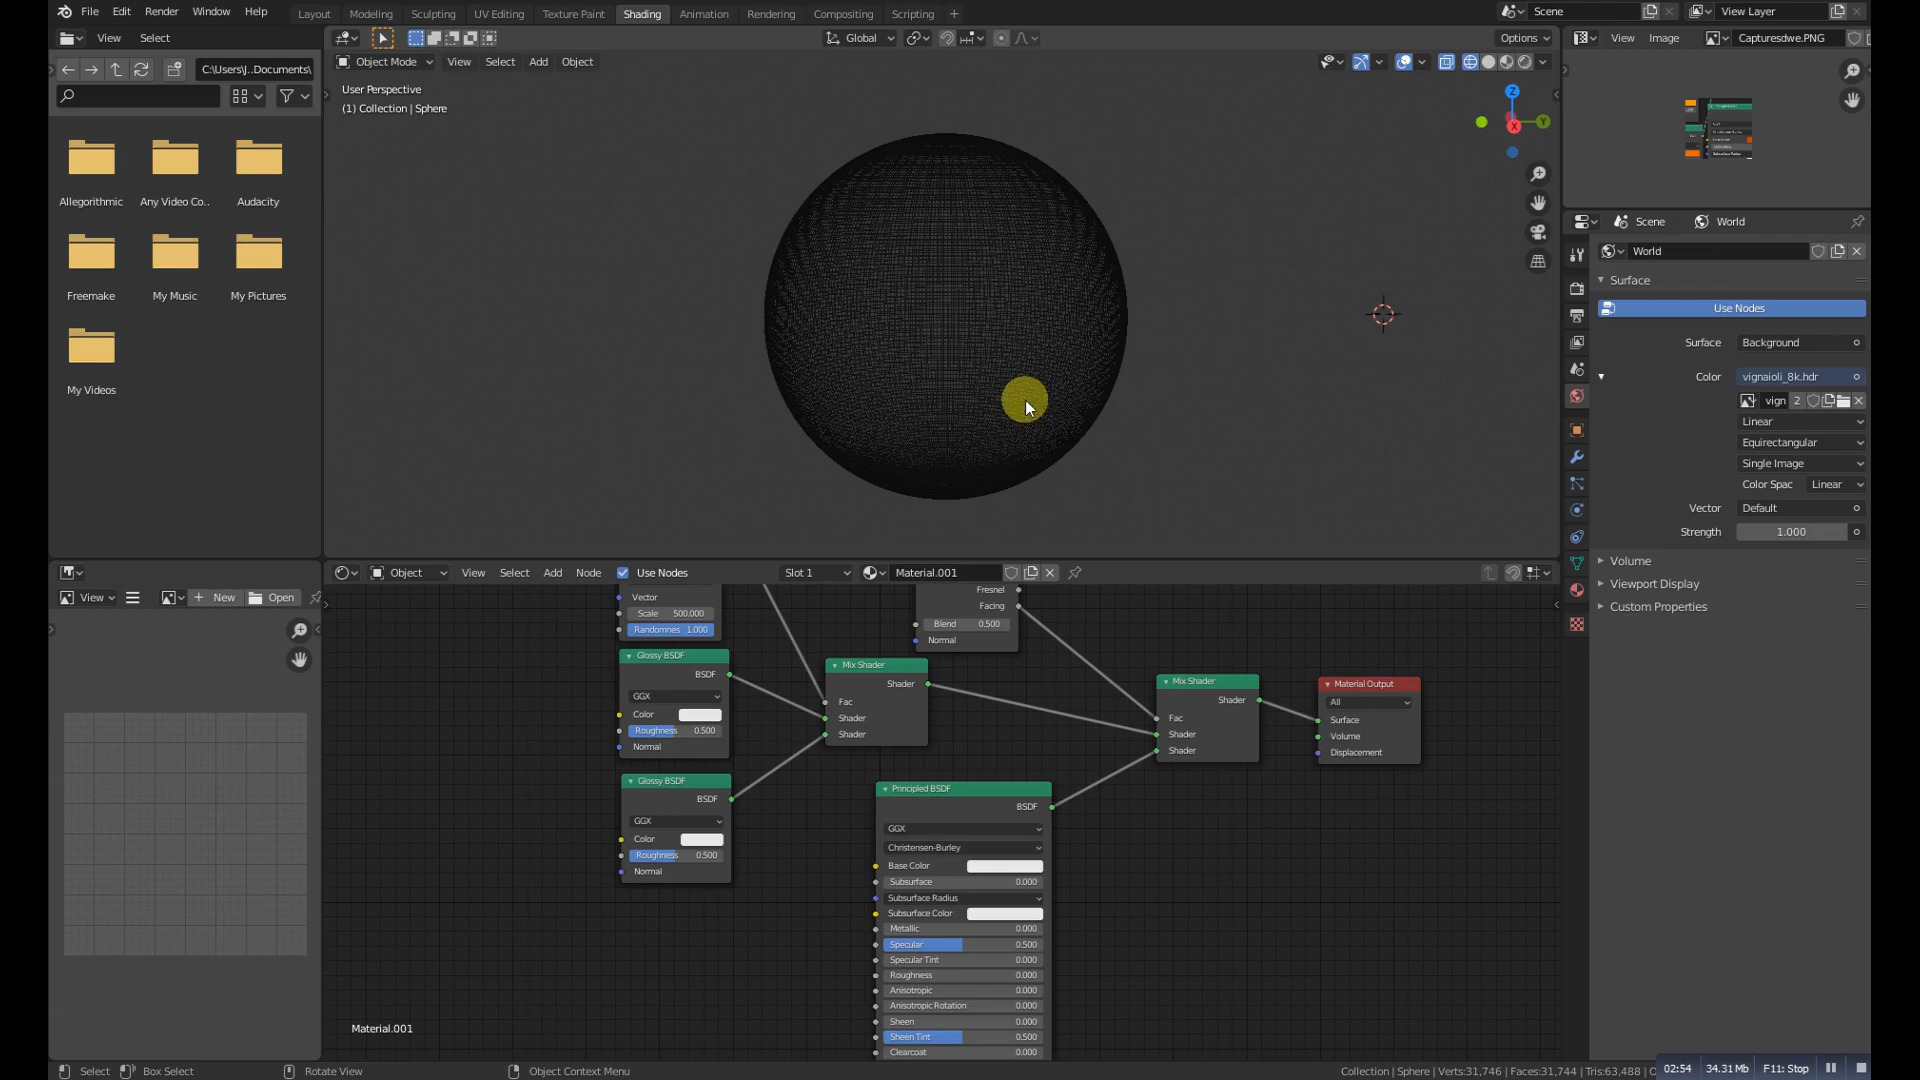 File Edit Render Window Help
Layout Modeling Sculpting UV Editing Texture Paint Shading Animation Rendering Compositing Scripting +
Scene
View Layer
View Select
Global
Options
View Image
Capturesdwe.PNG
C:\Users\J..Documents\
Object Mode View Select Add Object
User Perspective
(1) Collection | Sphere
Z
Y
X
Allegorithmic
Any Video Co..
Audacity
Freemake
My Music
My Pictures
My Videos
Scene World
World
Surface
Use Nodes
Surface Background
Color vignaioli_8k.hdr
vign 2
Linear
Equirectangular
Single Image
Color Spac Linear
Vector Default
Strength 1.000
Volume
Viewport Display
Custom Properties
View
New
Open
Object View Select Add Node Use Nodes Slot 1 Material.001
Vector
Scale 500.000
Randomnes 1.000
Fresnel
Facing
Blend 0.500
Normal
Glossy BSDF
BSDF
GGX
Color
Roughness 0.500
Normal
Mix Shader
Shader
Fac
Shader
Shader
Mix Shader
Shader
Fac
Shader
Shader
Material Output
All
Surface
Volume
Displacement
Glossy BSDF
BSDF
GGX
Color
Roughness 0.500
Normal
Principled BSDF
BSDF
GGX
Christensen-Burley
Base Color
Subsurface 0.000
Subsurface Radius
Subsurface Color
Metallic 0.000
Specular 0.500
Specular Tint 0.000
Roughness 0.000
Anisotropic 0.000
Anisotropic Rotation 0.000
Sheen 0.000
Sheen Tint 0.500
Clearcoat 0.000
Material.001
Select Box Select Rotate View Object Context Menu
Collection | Sphere | Verts:31,746 | Faces:31,744 | Tris:63,488 | O
02:54 34.31 Mb F11: Stop